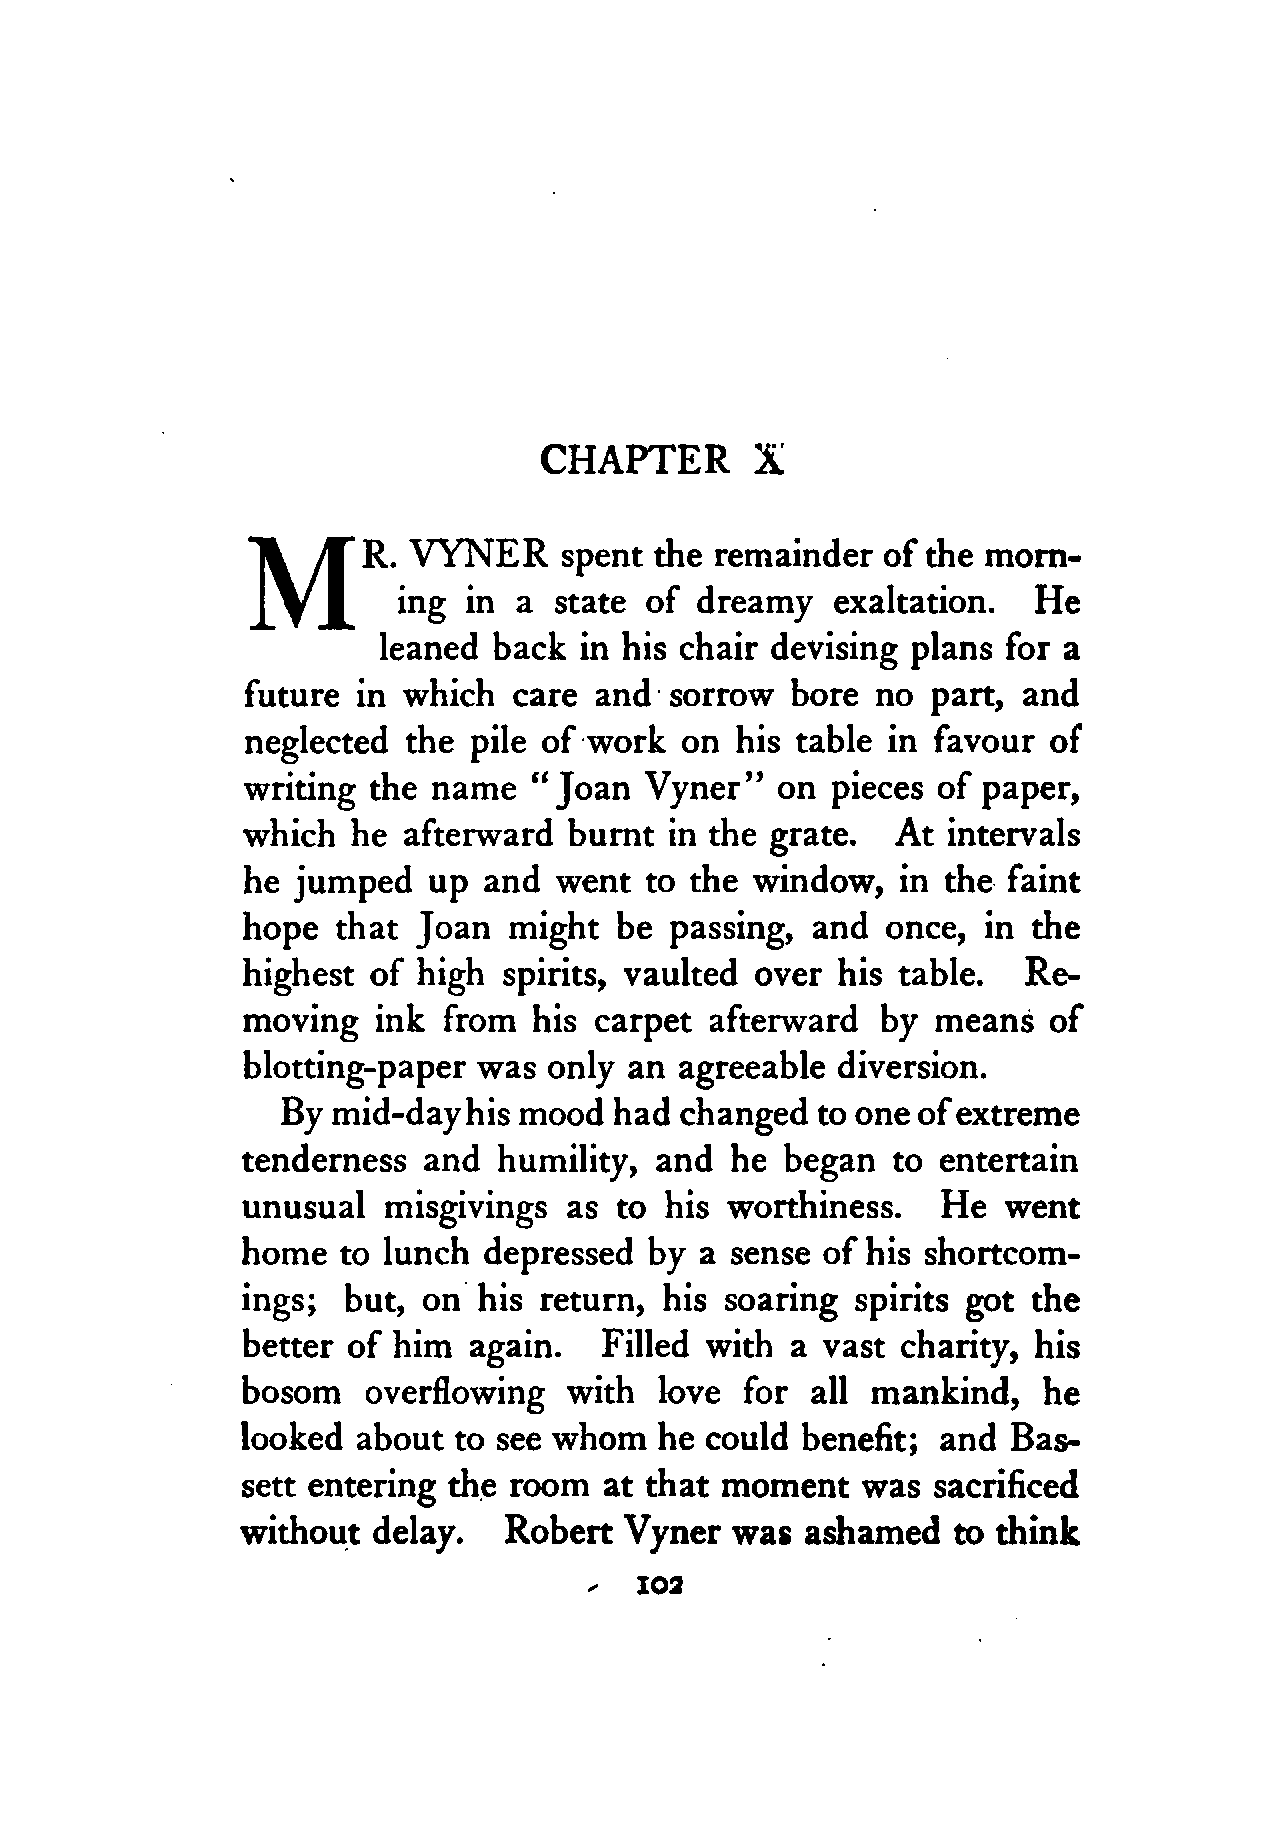 CHAPTER X
MR. VYNER spent the remainder of the morn-
ing in a state of dreamy exaltation. He
leaned back in his chair devising plans for a
future in which care and sorrow bore no part, and
neglected the pile of work on his table in favour of
writing the name "Joan Vyner" on pieces of paper,
which he afterward burnt in the grate. At intervals
he jumped up and went to the window, in the faint
hope that Joan might be passing, and once, in the
highest of high spirits, vaulted over his table. Re-
moving ink from his carpet afterward by means of
blotting-paper was only an agreeable diversion.
By mid-day his mood had changed to one of extreme
tenderness and humility, and he began to entertain
unusual misgivings as to his worthiness. He went
home to lunch depressed by a sense of his shortcom-
ings; but, on his return, his soaring spirits got the
better of him again. Filled with a vast charity, his
bosom overflowing with love for all mankind, he
looked about to see whom he could benefit; and Bas-
sett entering the room at that moment was sacrificed
without delay. Robert Vyner was ashamed to think
102